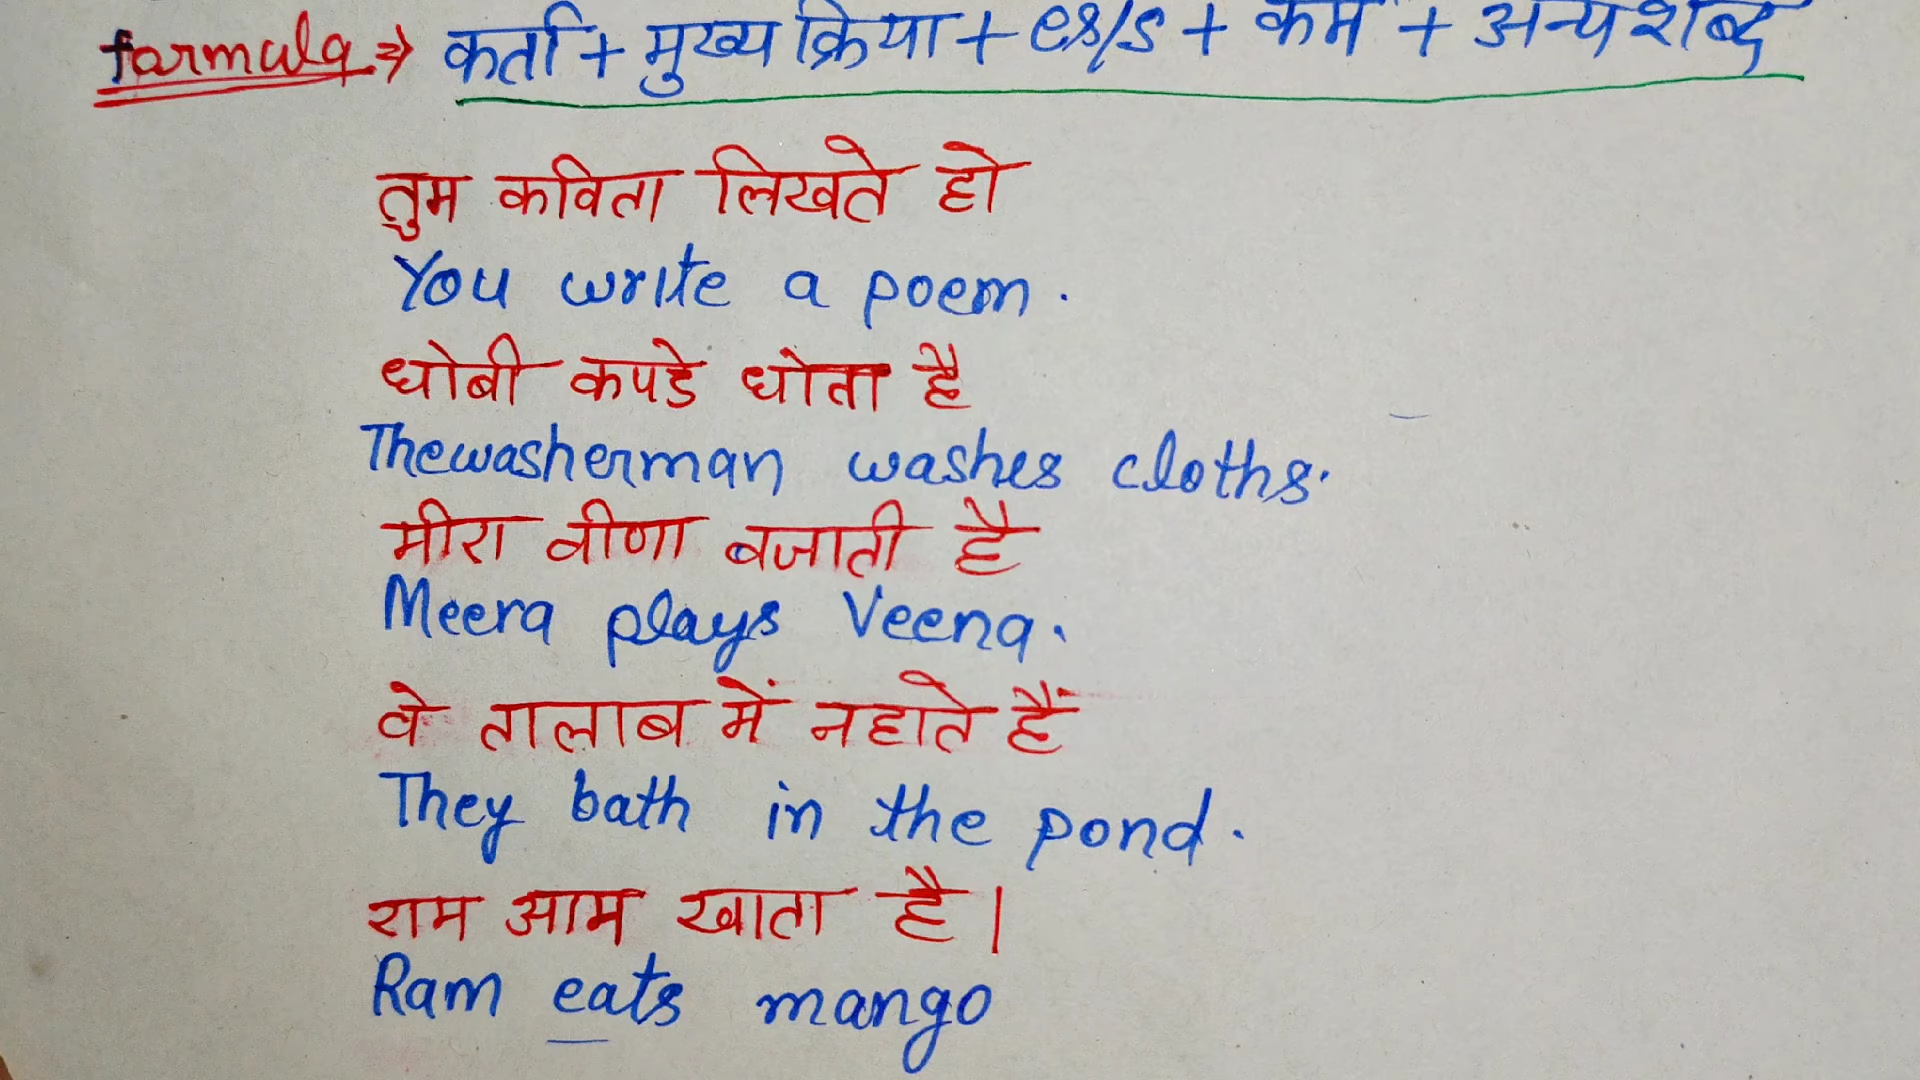 formula ⇒ कर्ता + मुख्य क्रिया + es/s + कर्म + अन्य शब्द
तुम कविता लिखते हो
You write a poem.
धोबी कपडे धोता है
Thewasherman washes cloths.
मीरा वीणा बजाती है
Meera plays Veena.
वे तालाब में नहाते हैं
They bath in the pond.
राम आम खाता है।
Ram eats mango